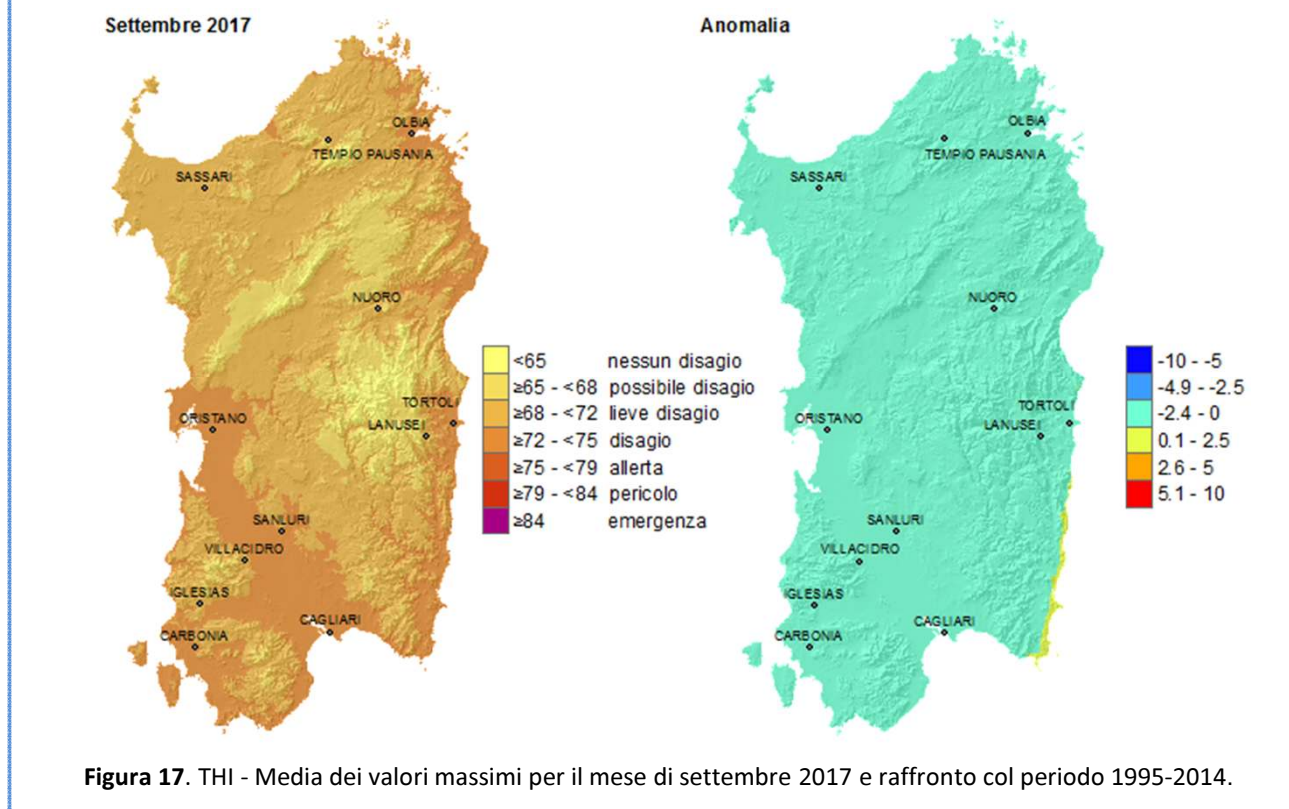 Settembre 2017
OLBIA
TEMPIO PAUSANIA
SASSARI
NUORO
TORTOLI
LANUSEI
ORISTANO
SANLURI
VILLACIDRO
IGLESIAS
CAGLIARI
CARBONIA
<65 nessun disagio
≥65 - <68 possibile disagio
≥68 - <72 lieve disagio
≥72 - <75 disagio
≥75 - <79 allerta
≥79 - <84 pericolo
≥84 emergenza
Anomalia
OLBIA
TEMPIO PAUSANIA
SASSARI
NUORO
TORTOLI
LANUSEI
ORISTANO
SANLURI
VILLACIDRO
IGLESIAS
CAGLIARI
CARBONIA
-10 - -5
-4.9 - -2.5
-2.4 - 0
0.1 - 2.5
2.6 - 5
5.1 - 10
Figura 17. THI - Media dei valori massimi per il mese di settembre 2017 e raffronto col periodo 1995-2014.